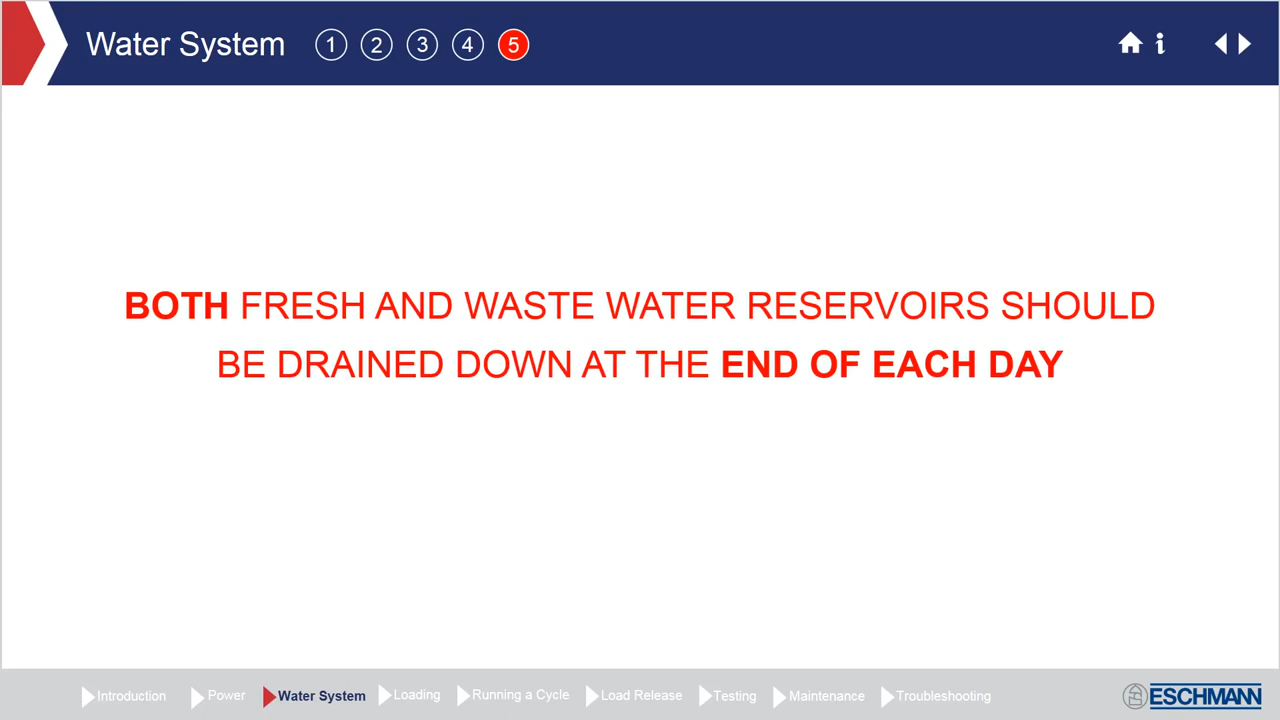 Water System 1 2 3 4 5
BOTH FRESH AND WASTE WATER RESERVOIRS SHOULD
BE DRAINED DOWN AT THE END OF EACH DAY
Introduction Power Water System Loading Running a Cycle Load Release Testing Maintenance Troubleshooting ESCHMANN